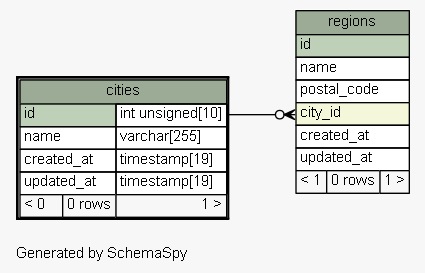 regions
id
name
postal_code
city_id
created_at
updated_at
< 1 0 rows 1 >
cities
id int unsigned[10]
name varchar[255]
created_at timestamp[19]
updated_at timestamp[19]
< 0 0 rows 1 >
Generated by SchemaSpy